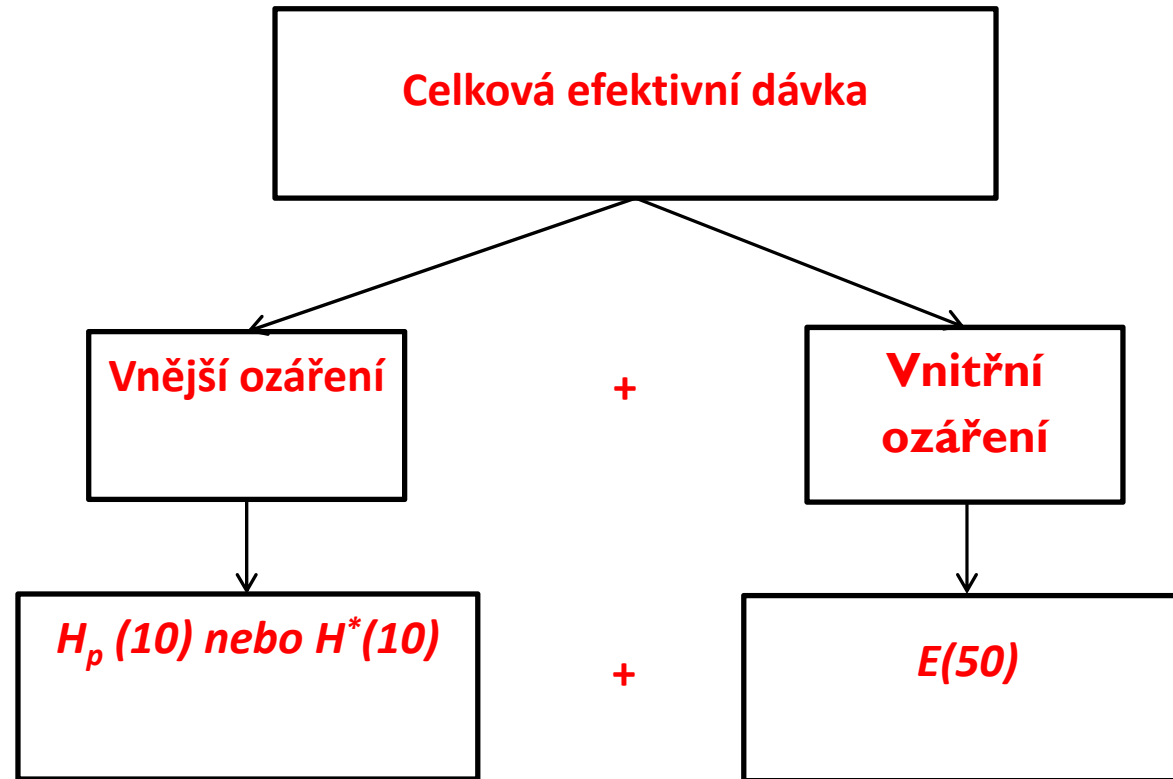 Celková efektivní dávka
Vnější ozáření
+
Vnitřní
ozáření
Hp (10) nebo H*(10)
+
E(50)